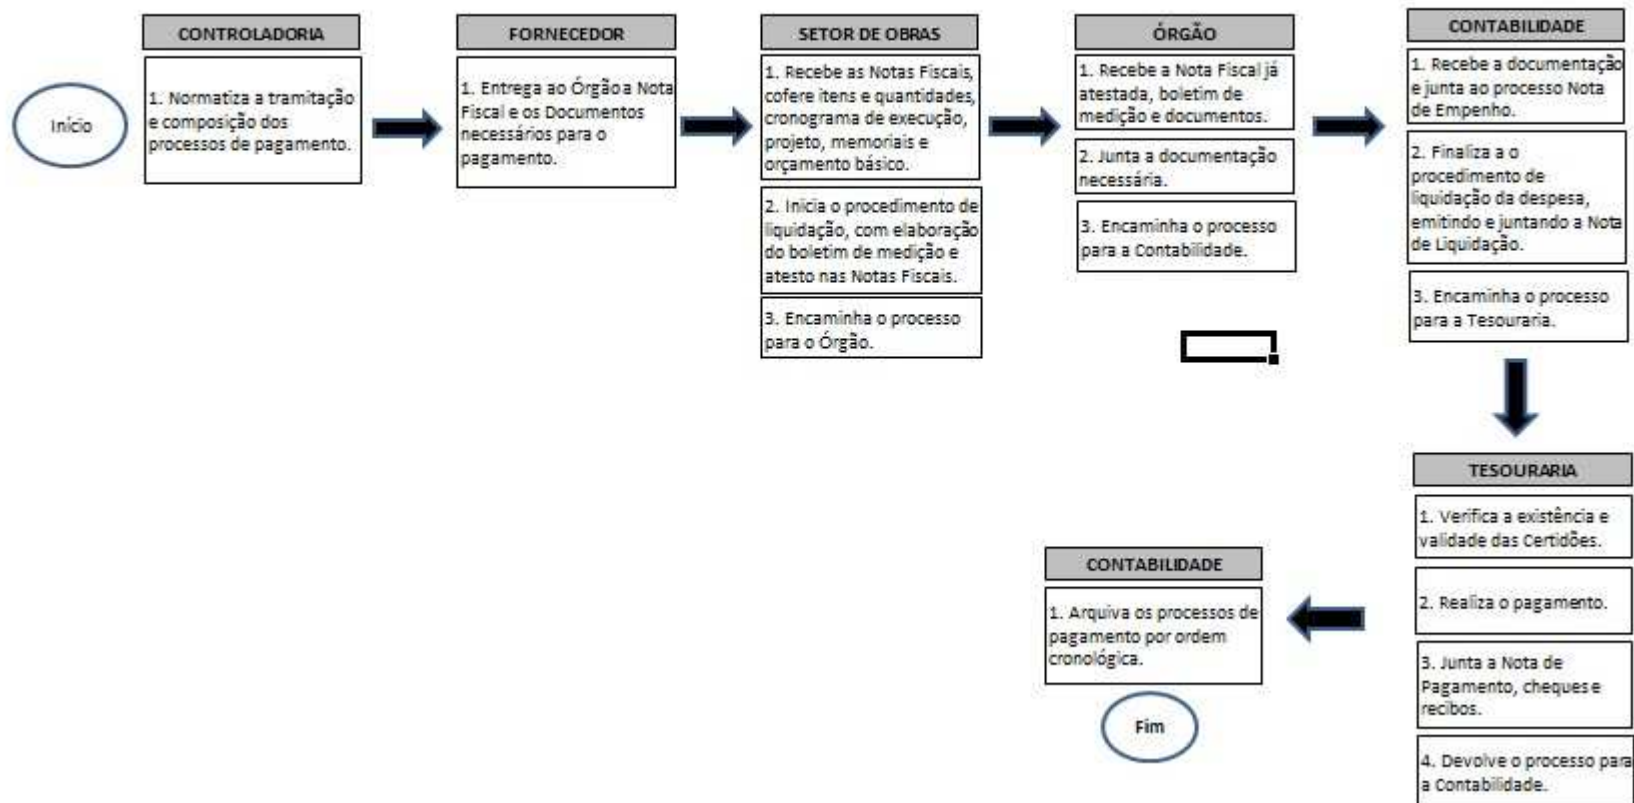 Início
CONTROLADORIA
1. Normatiza a tramitação
e composição dos
processos de pagamento.
FORNECEDOR
1. Entrega ao Órgão a Nota
Fiscal e os Documentos
necessários para o
pagamento.
SETOR DE OBRAS
1. Recebe as Notas Fiscais,
cofere itens e quantidades,
cronograma de execução,
projeto, memoriais e
orçamento básico.
2. Inicia o procedimento de
liquidação, com elaboração
do boletim de medição e
atesto nas Notas Fiscais.
3. Encaminha o processo
para o Órgão.
ÓRGÃO
1. Recebe a Nota Fiscal já
atestada, boletim de
medição e documentos.
2. Junta a documentação
necessária.
3. Encaminha o processo
para a Contabilidade.
CONTABILIDADE
1. Recebe a documentação
e junta ao processo Nota
de Empenho.
2. Finaliza a o
procedimento de
liquidação da despesa,
emitindo e juntando a Nota
de Liquidação.
3. Encaminha o processo
para a Tesouraria.
TESOURARIA
1. Verifica a existência e
validade das Certidões.
2. Realiza o pagamento.
3. Junta a Nota de
Pagamento, cheques e
recibos.
4. Devolve o processo para
a Contabilidade.
CONTABILIDADE
1. Arquiva os processos de
pagamento por ordem
cronológica.
Fim